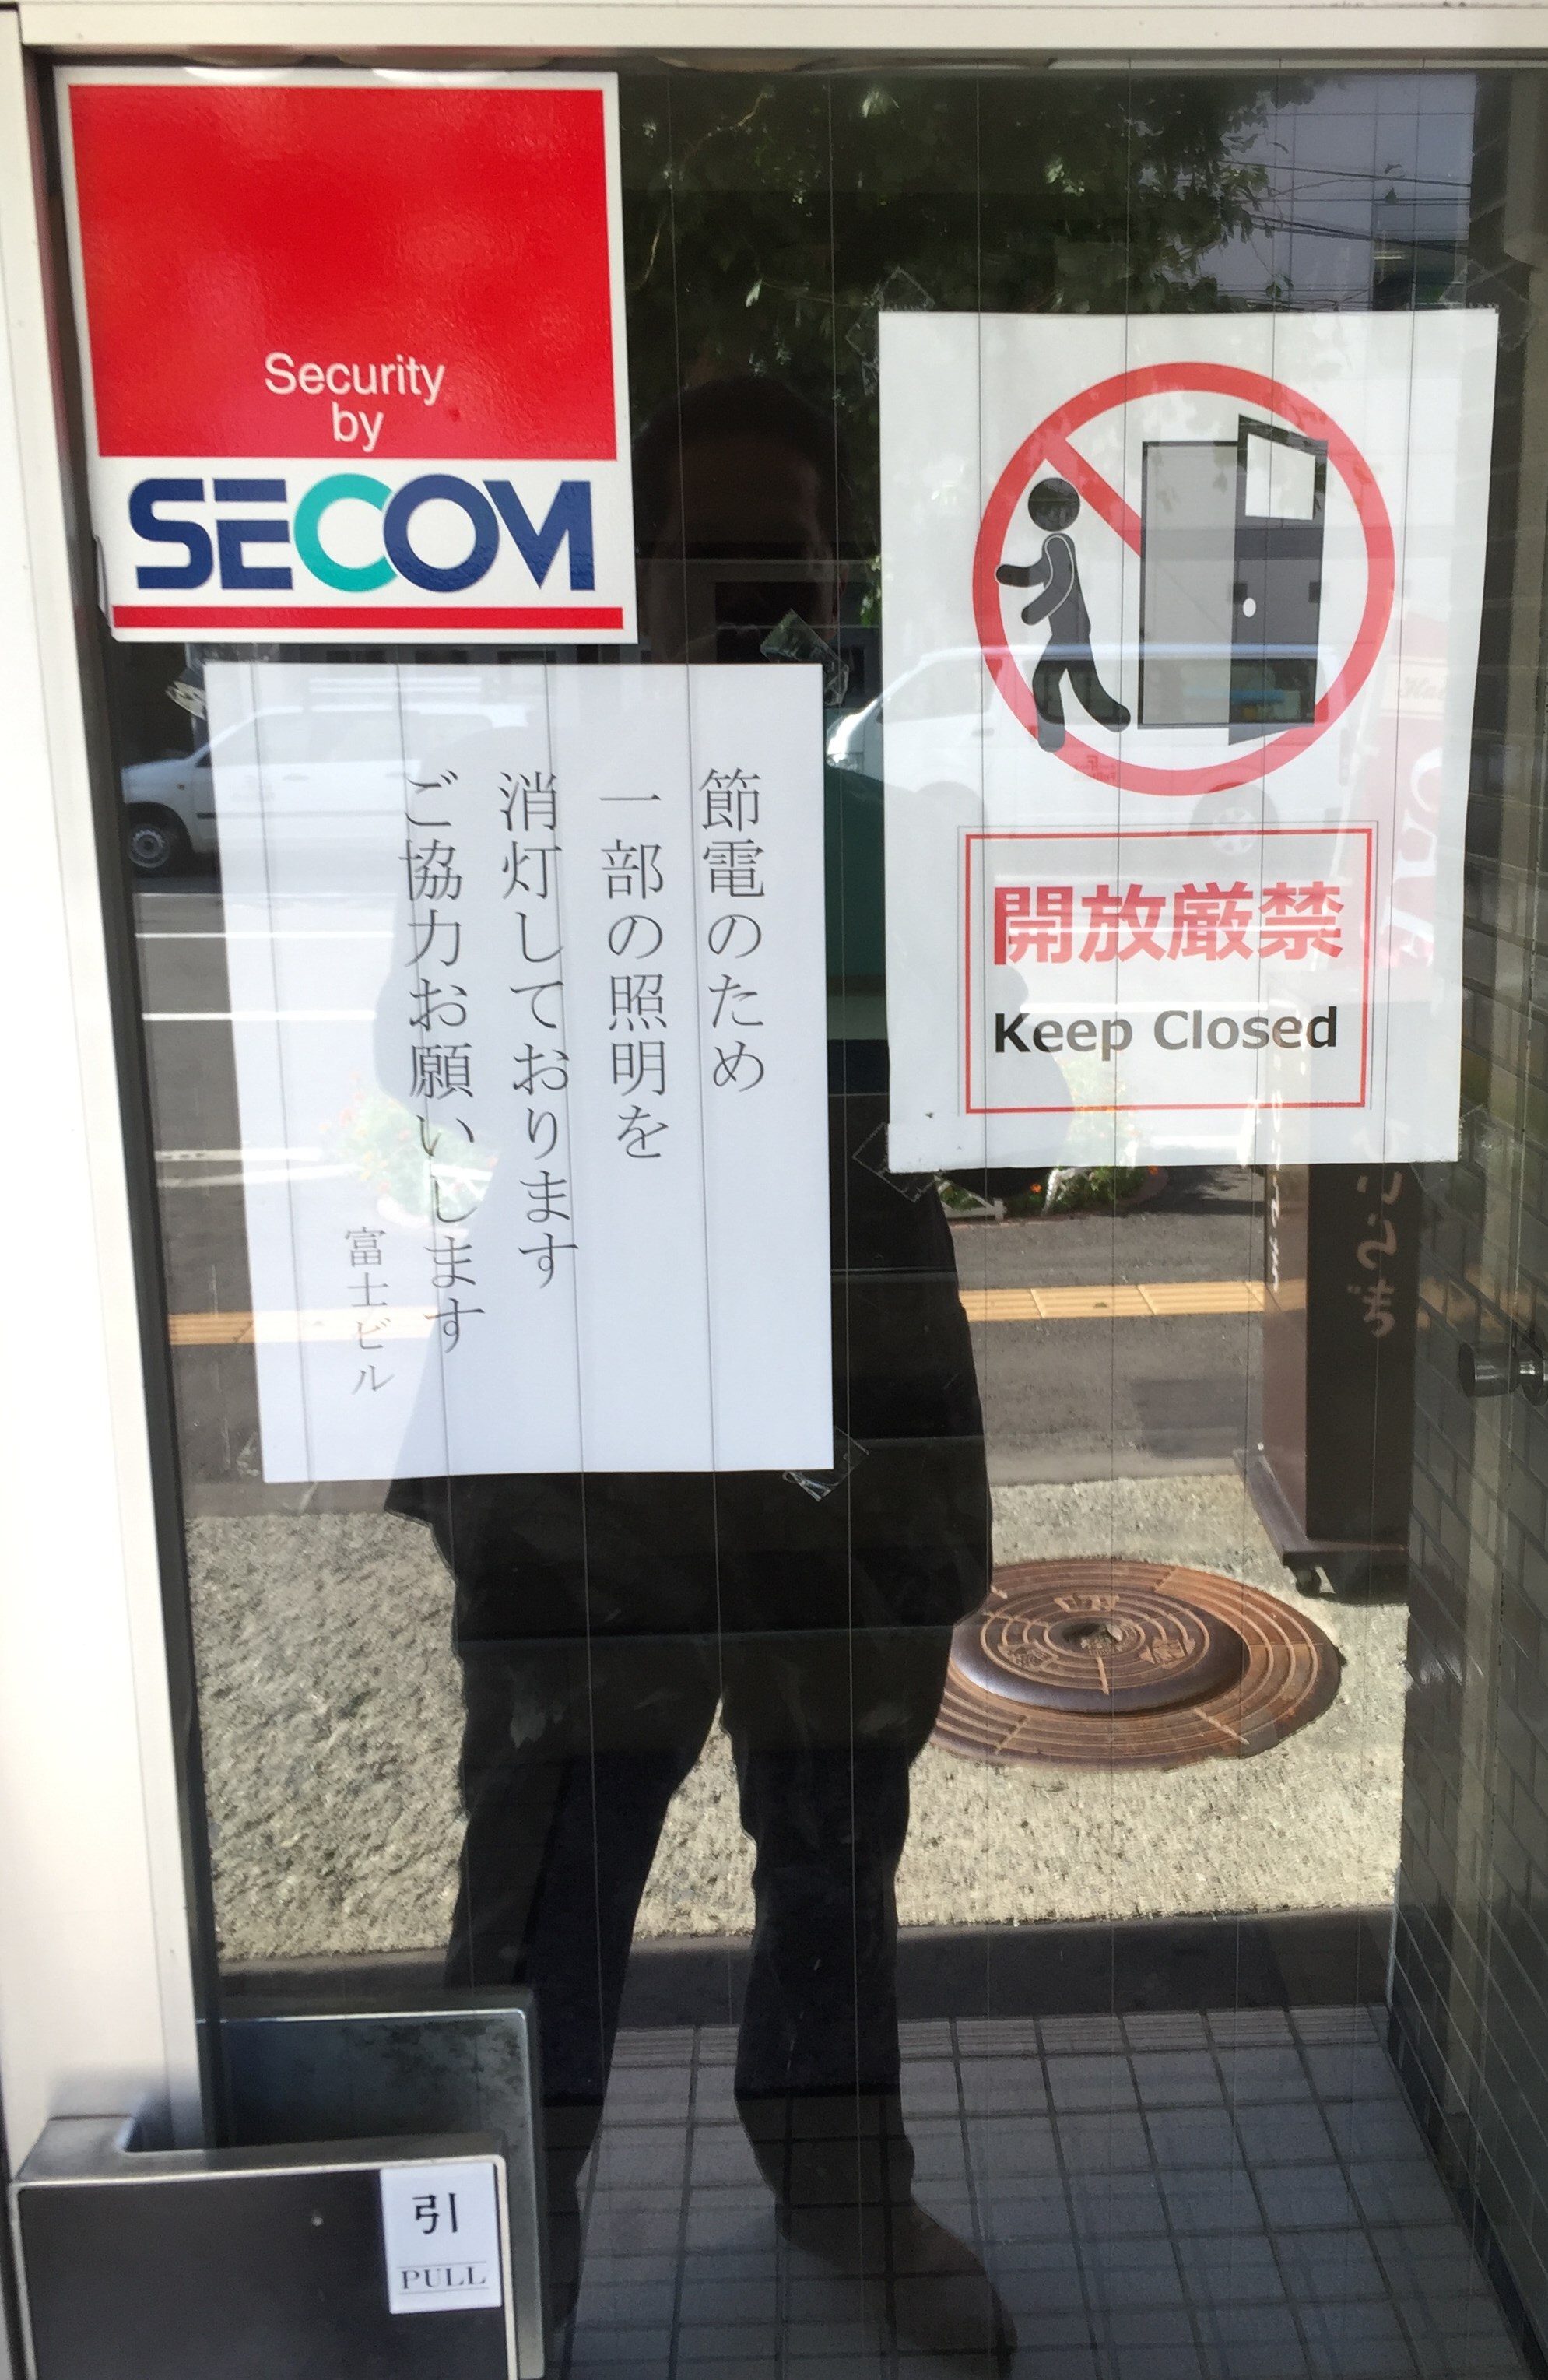 Security
by
SECOM
節電のため
一部の照明を
消灯しております
ご協力お願いします
富士ビル
開放厳禁
Keep Closed
引
PULL